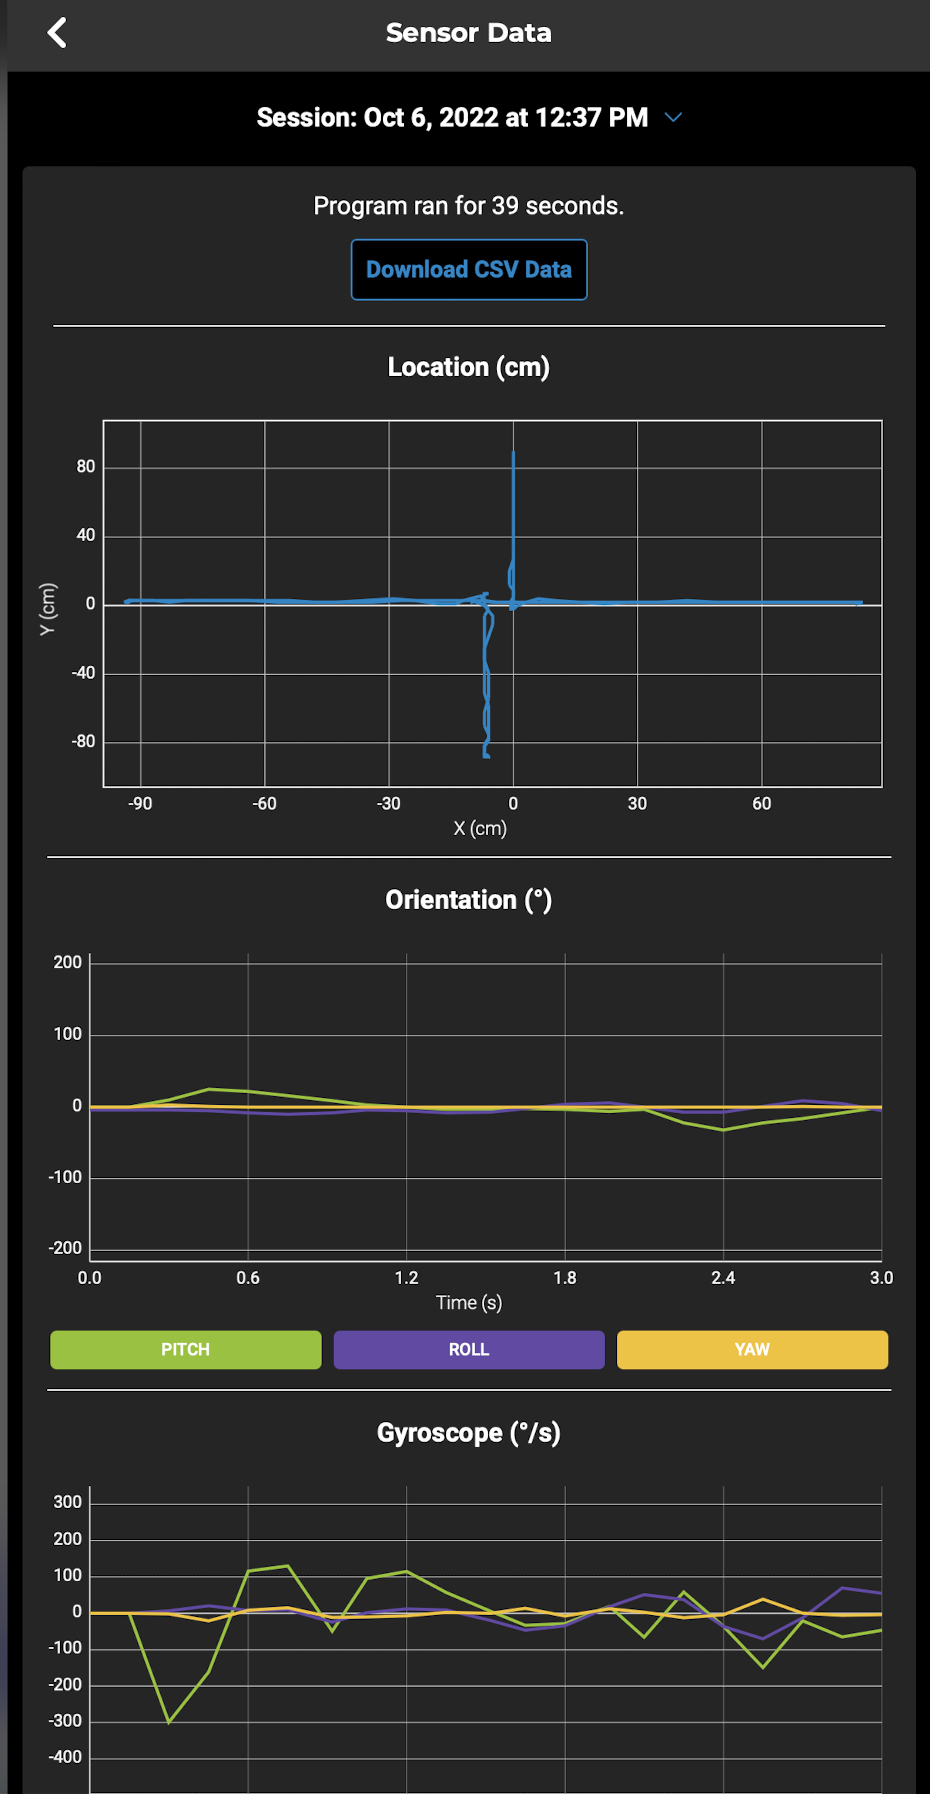 Sensor Data
Session: Oct 6, 2022 at 12:37 PM
Program ran for 39 seconds.
Download CSV Data
Location (cm)
80
40
0
-40
-80
Y (cm)
-90 -60 -30 0 30 60
X (cm)
Orientation (°)
200
100
0
-100
-200
0.0 0.6 1.2 1.8 2.4 3.0
Time (s)
PITCH ROLL YAW
Gyroscope (°/s)
300
200
100
0
-100
-200
-300
-400